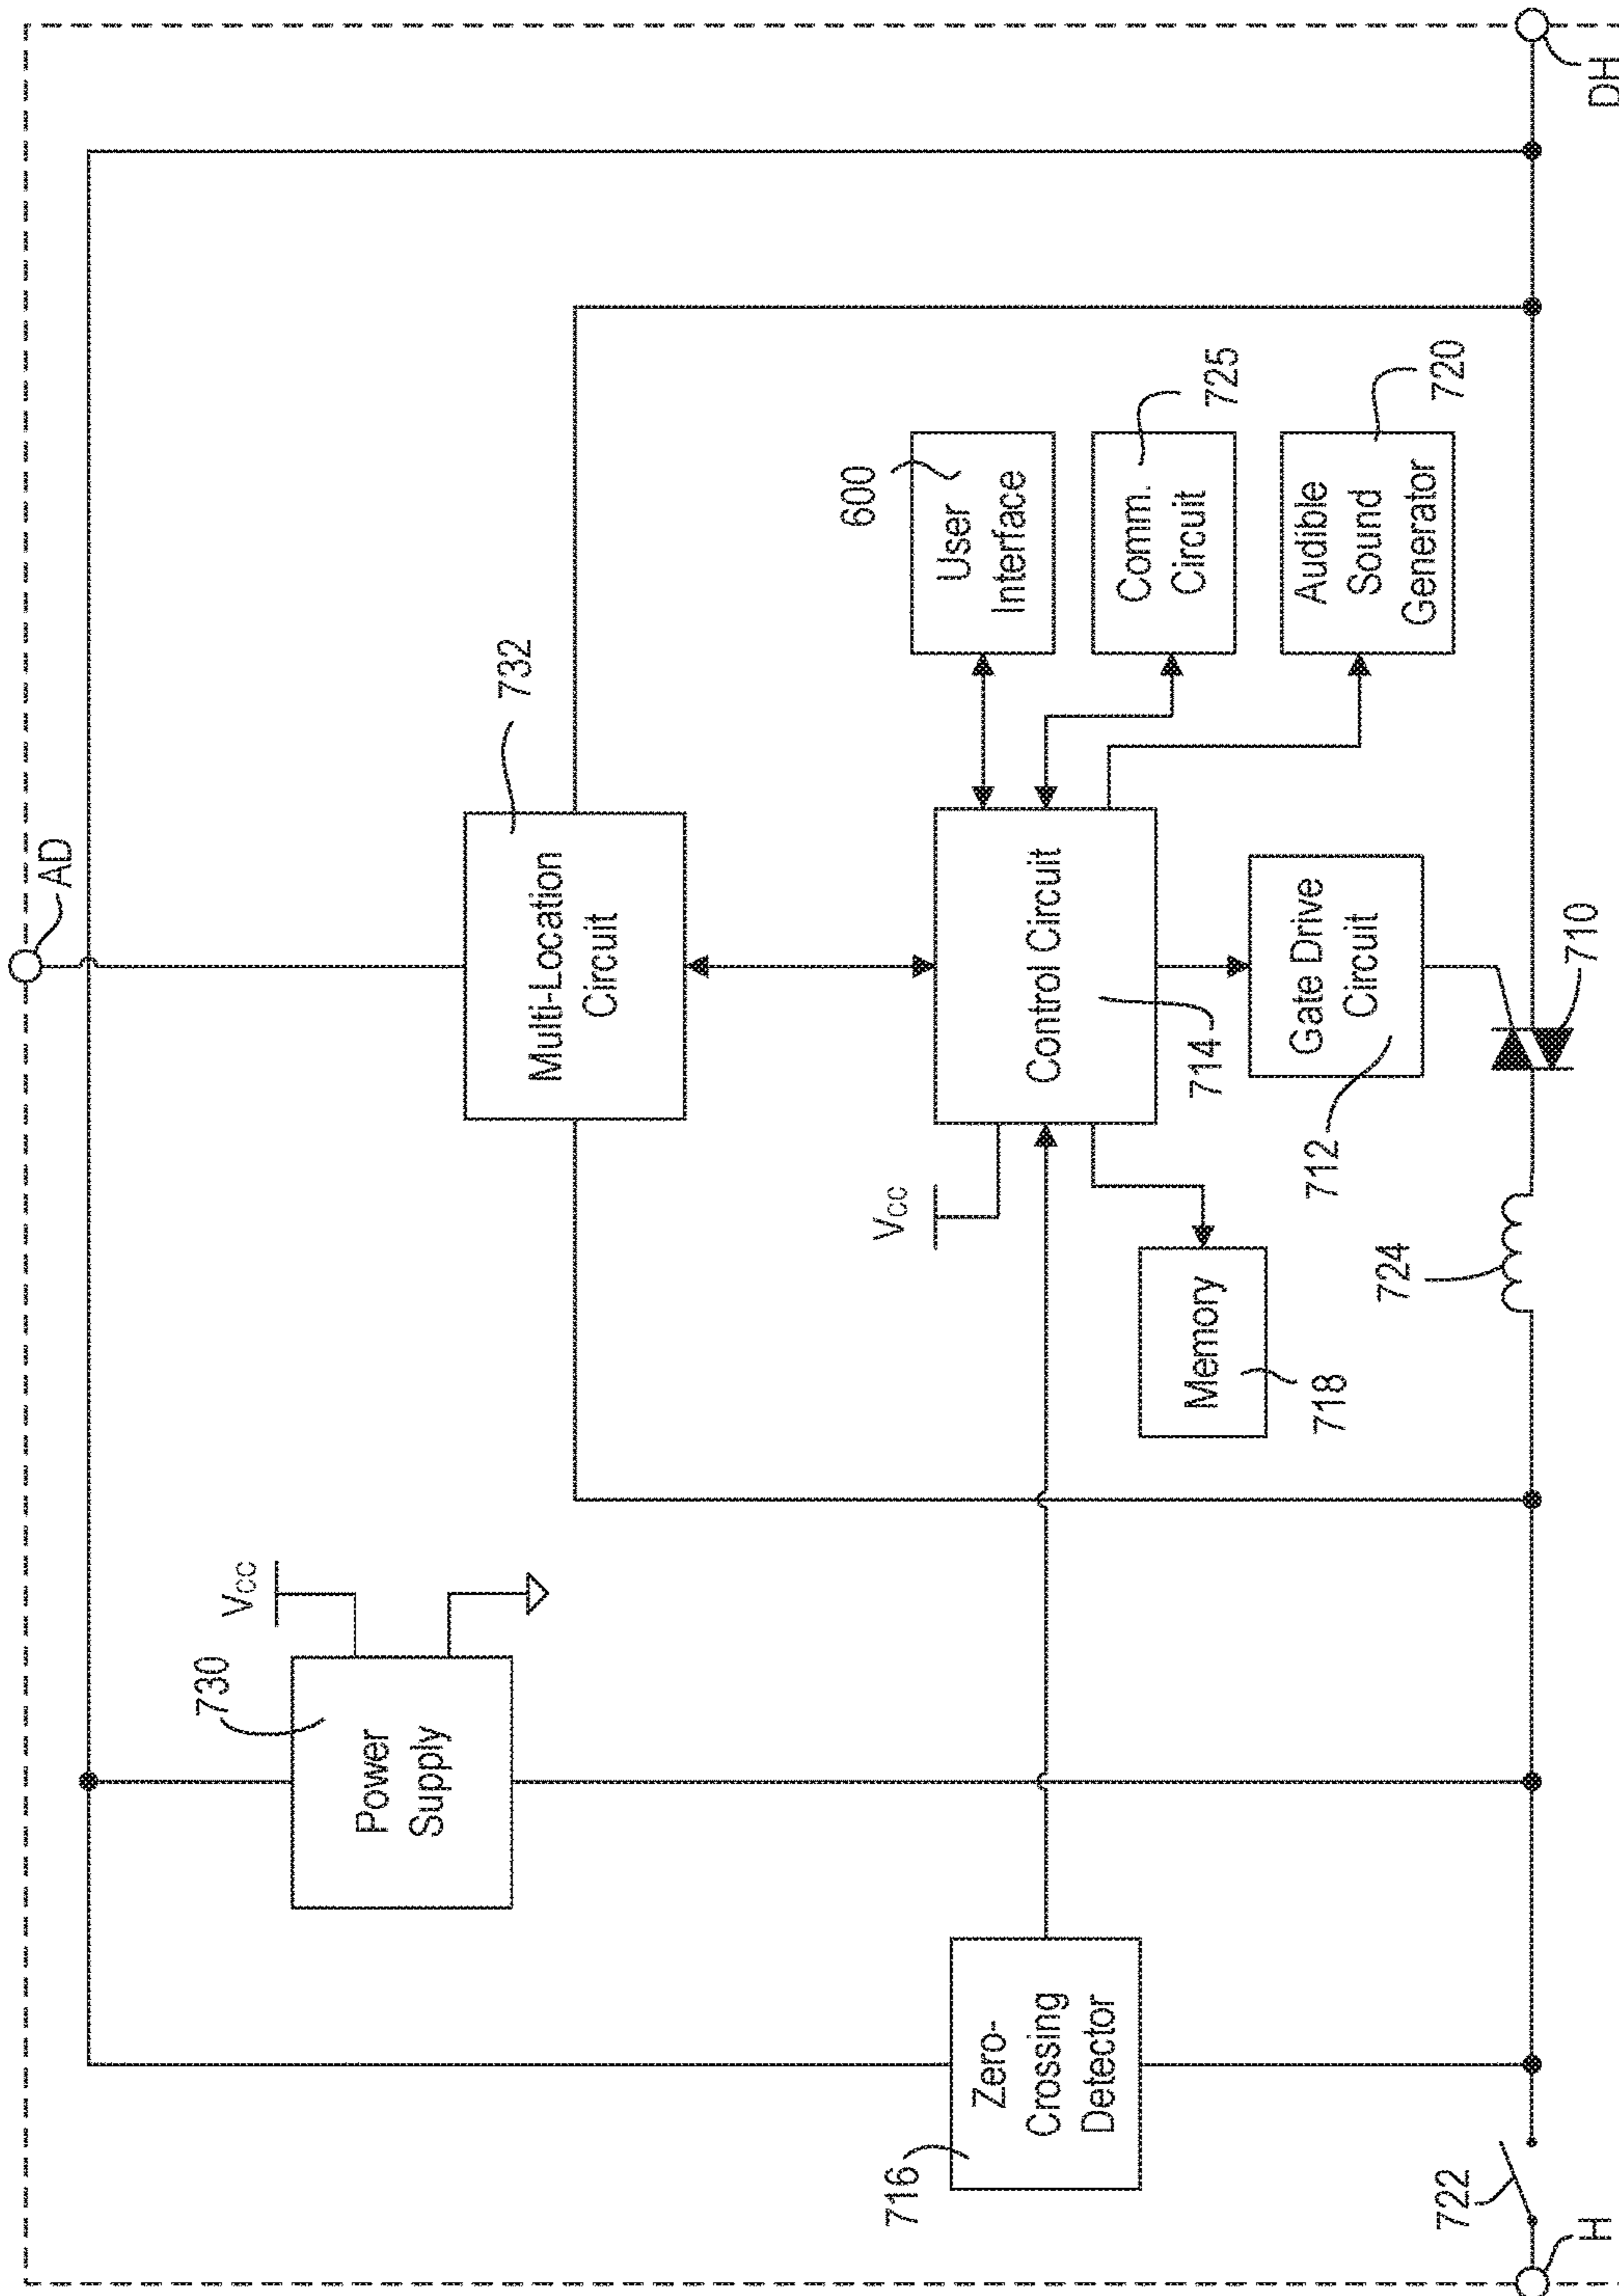 AD
730
VCC
Power
Supply
732
Multi-Location
Circuit
600
User
Interface
725
Comm.
Circuit
720
Audible
Sound
Generator
VCC
Control Circuit
714
Gate Drive
Circuit
712
710
Memory
718
724
716
Zero-
Crossing
Detector
722
H
DH